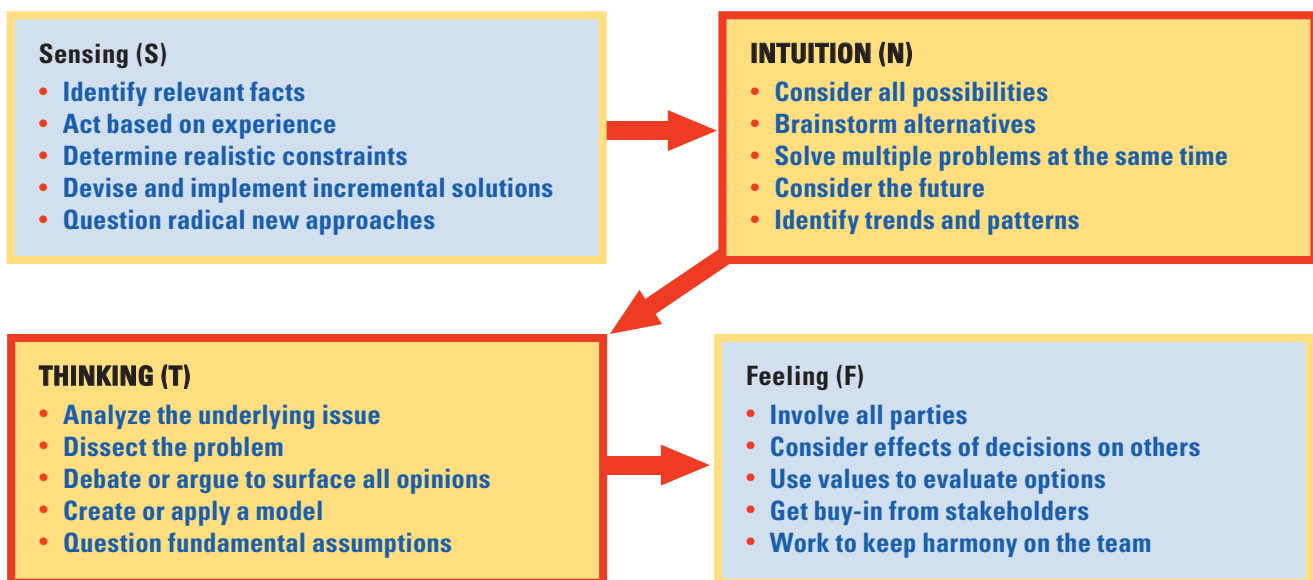 Sensing (S)
• Identify relevant facts
• Act based on experience
• Determine realistic constraints
• Devise and implement incremental solutions
• Question radical new approaches
INTUITION (N)
• Consider all possibilities
• Brainstorm alternatives
• Solve multiple problems at the same time
• Consider the future
• Identify trends and patterns
THINKING (T)
• Analyze the underlying issue
• Dissect the problem
• Debate or argue to surface all opinions
• Create or apply a model
• Question fundamental assumptions
Feeling (F)
• Involve all parties
• Consider effects of decisions on others
• Use values to evaluate options
• Get buy-in from stakeholders
• Work to keep harmony on the team